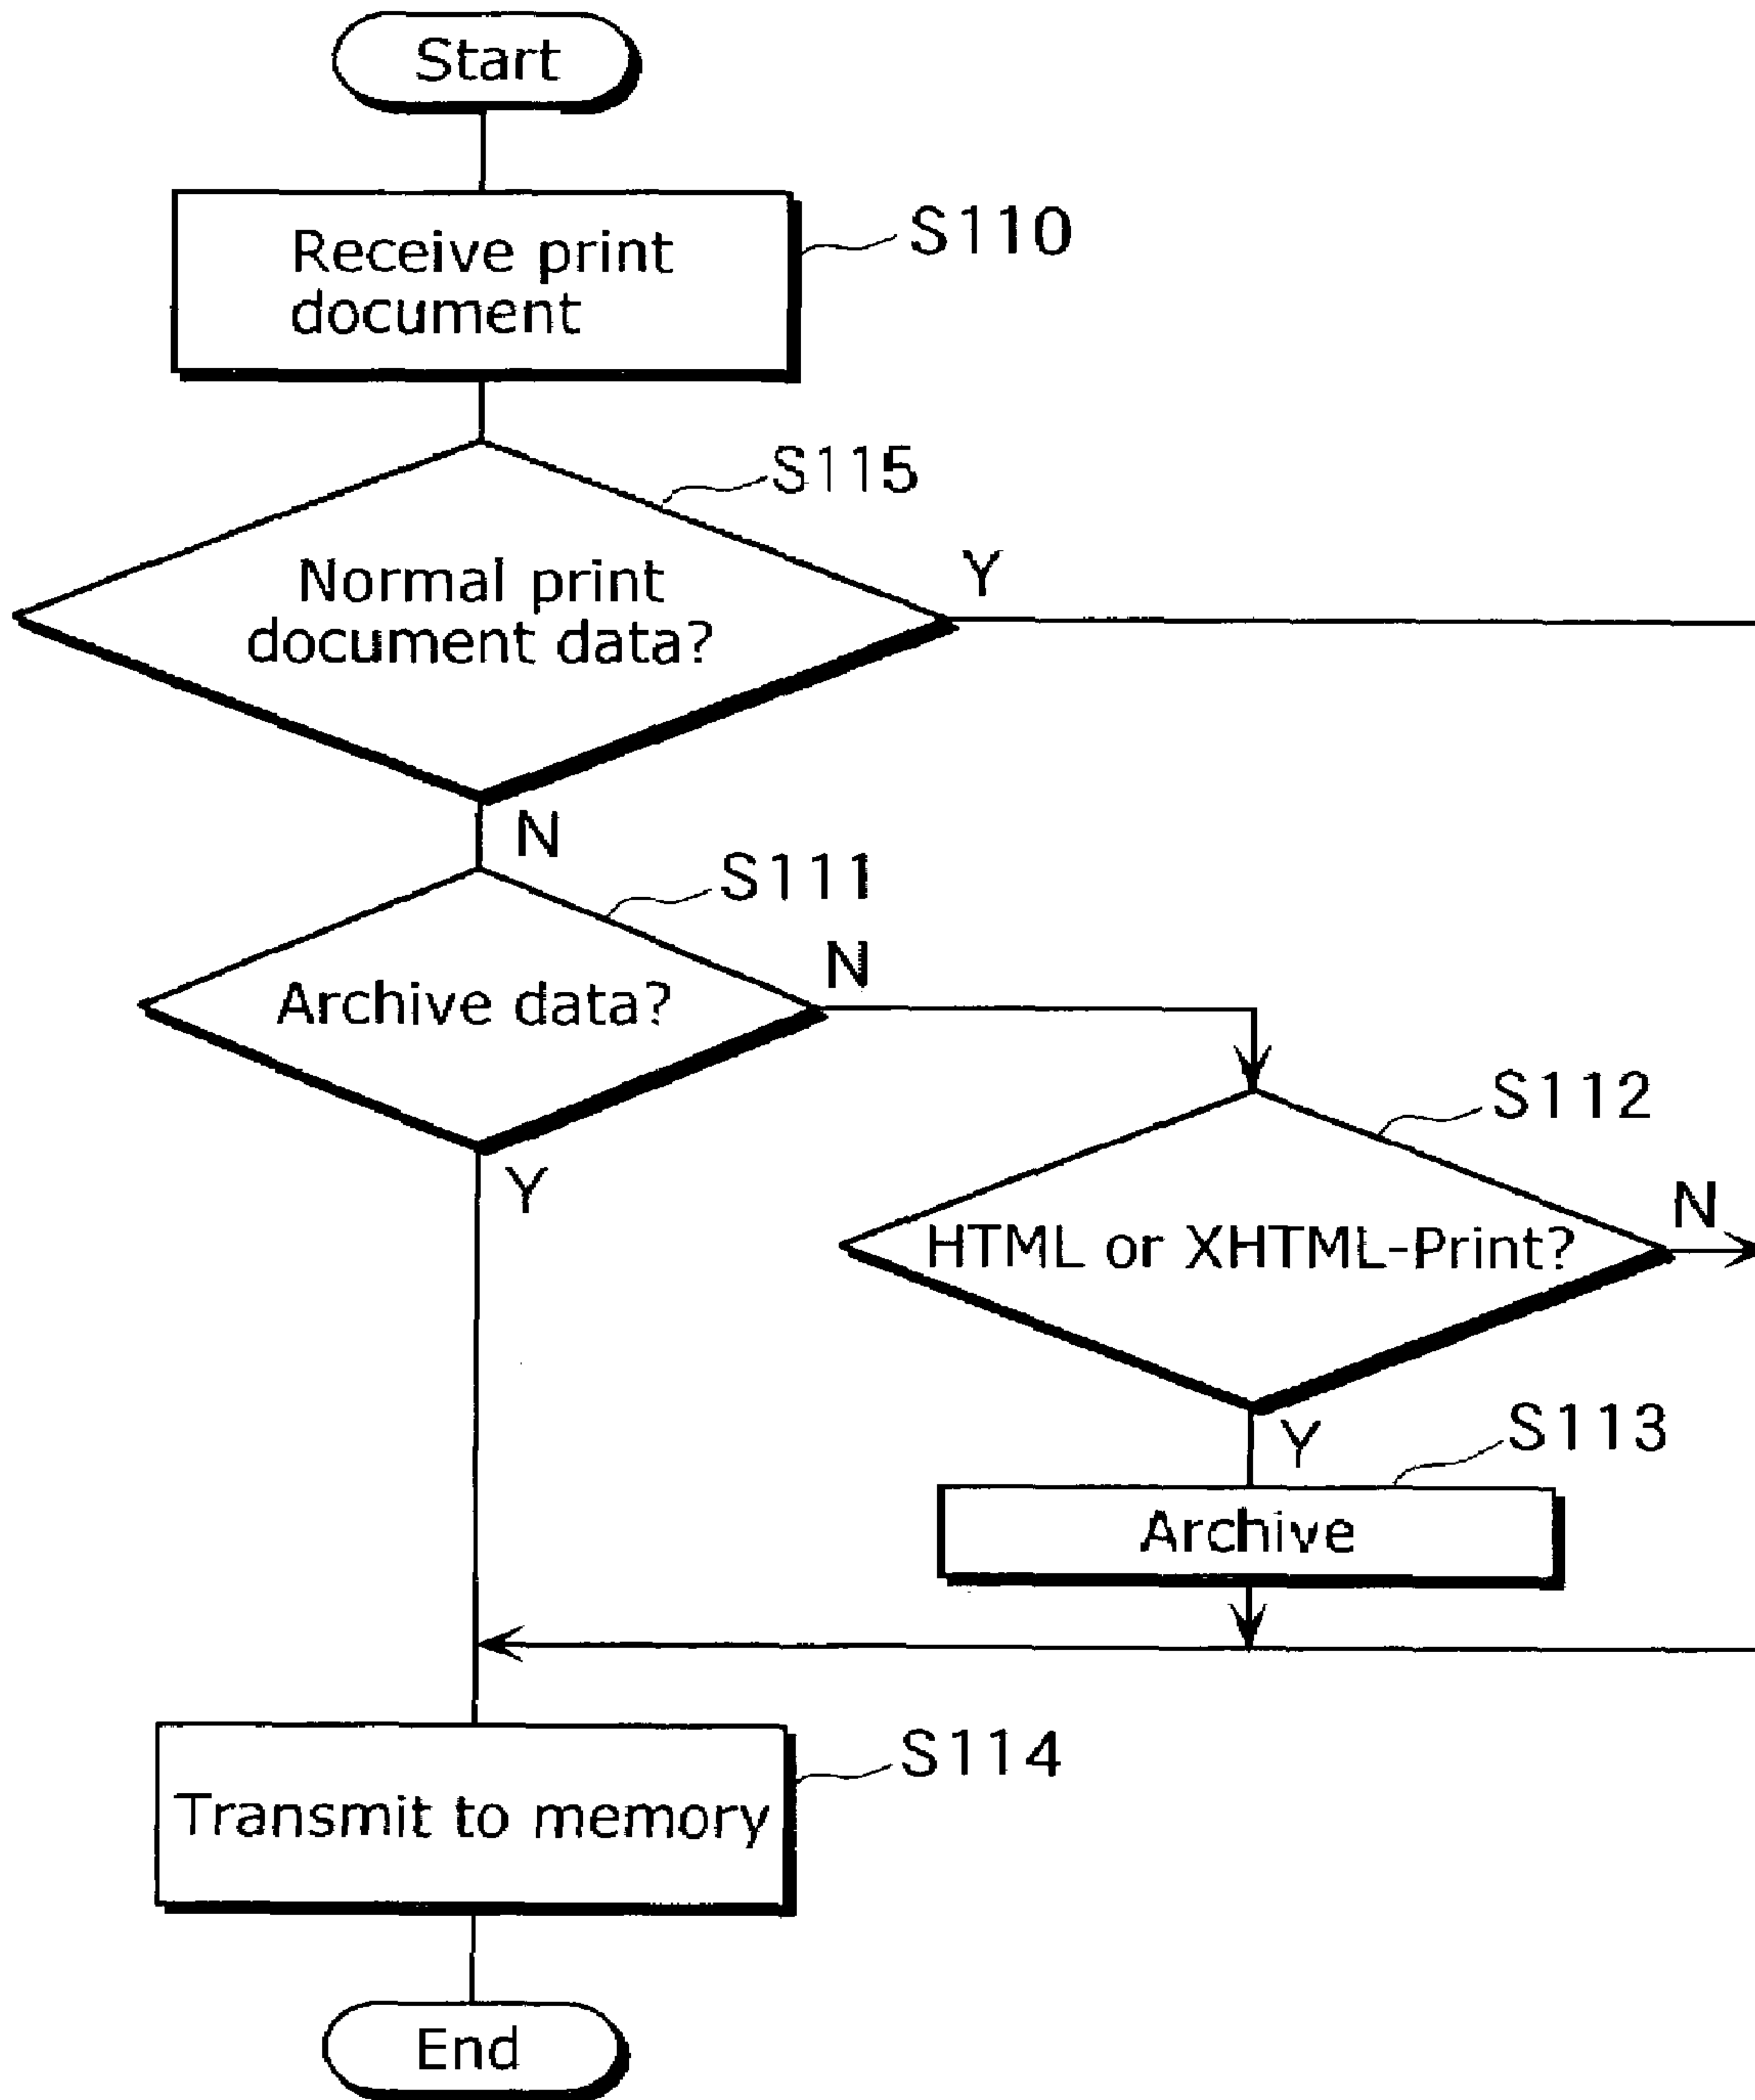 Start
Receive print
document
S110
S115
Normal print
document data?
Y
N
S111
Archive data?
N
Y
S112
HTML or XHTML-Print?
N
Y
S113
Archive
S114
Transmit to memory
End